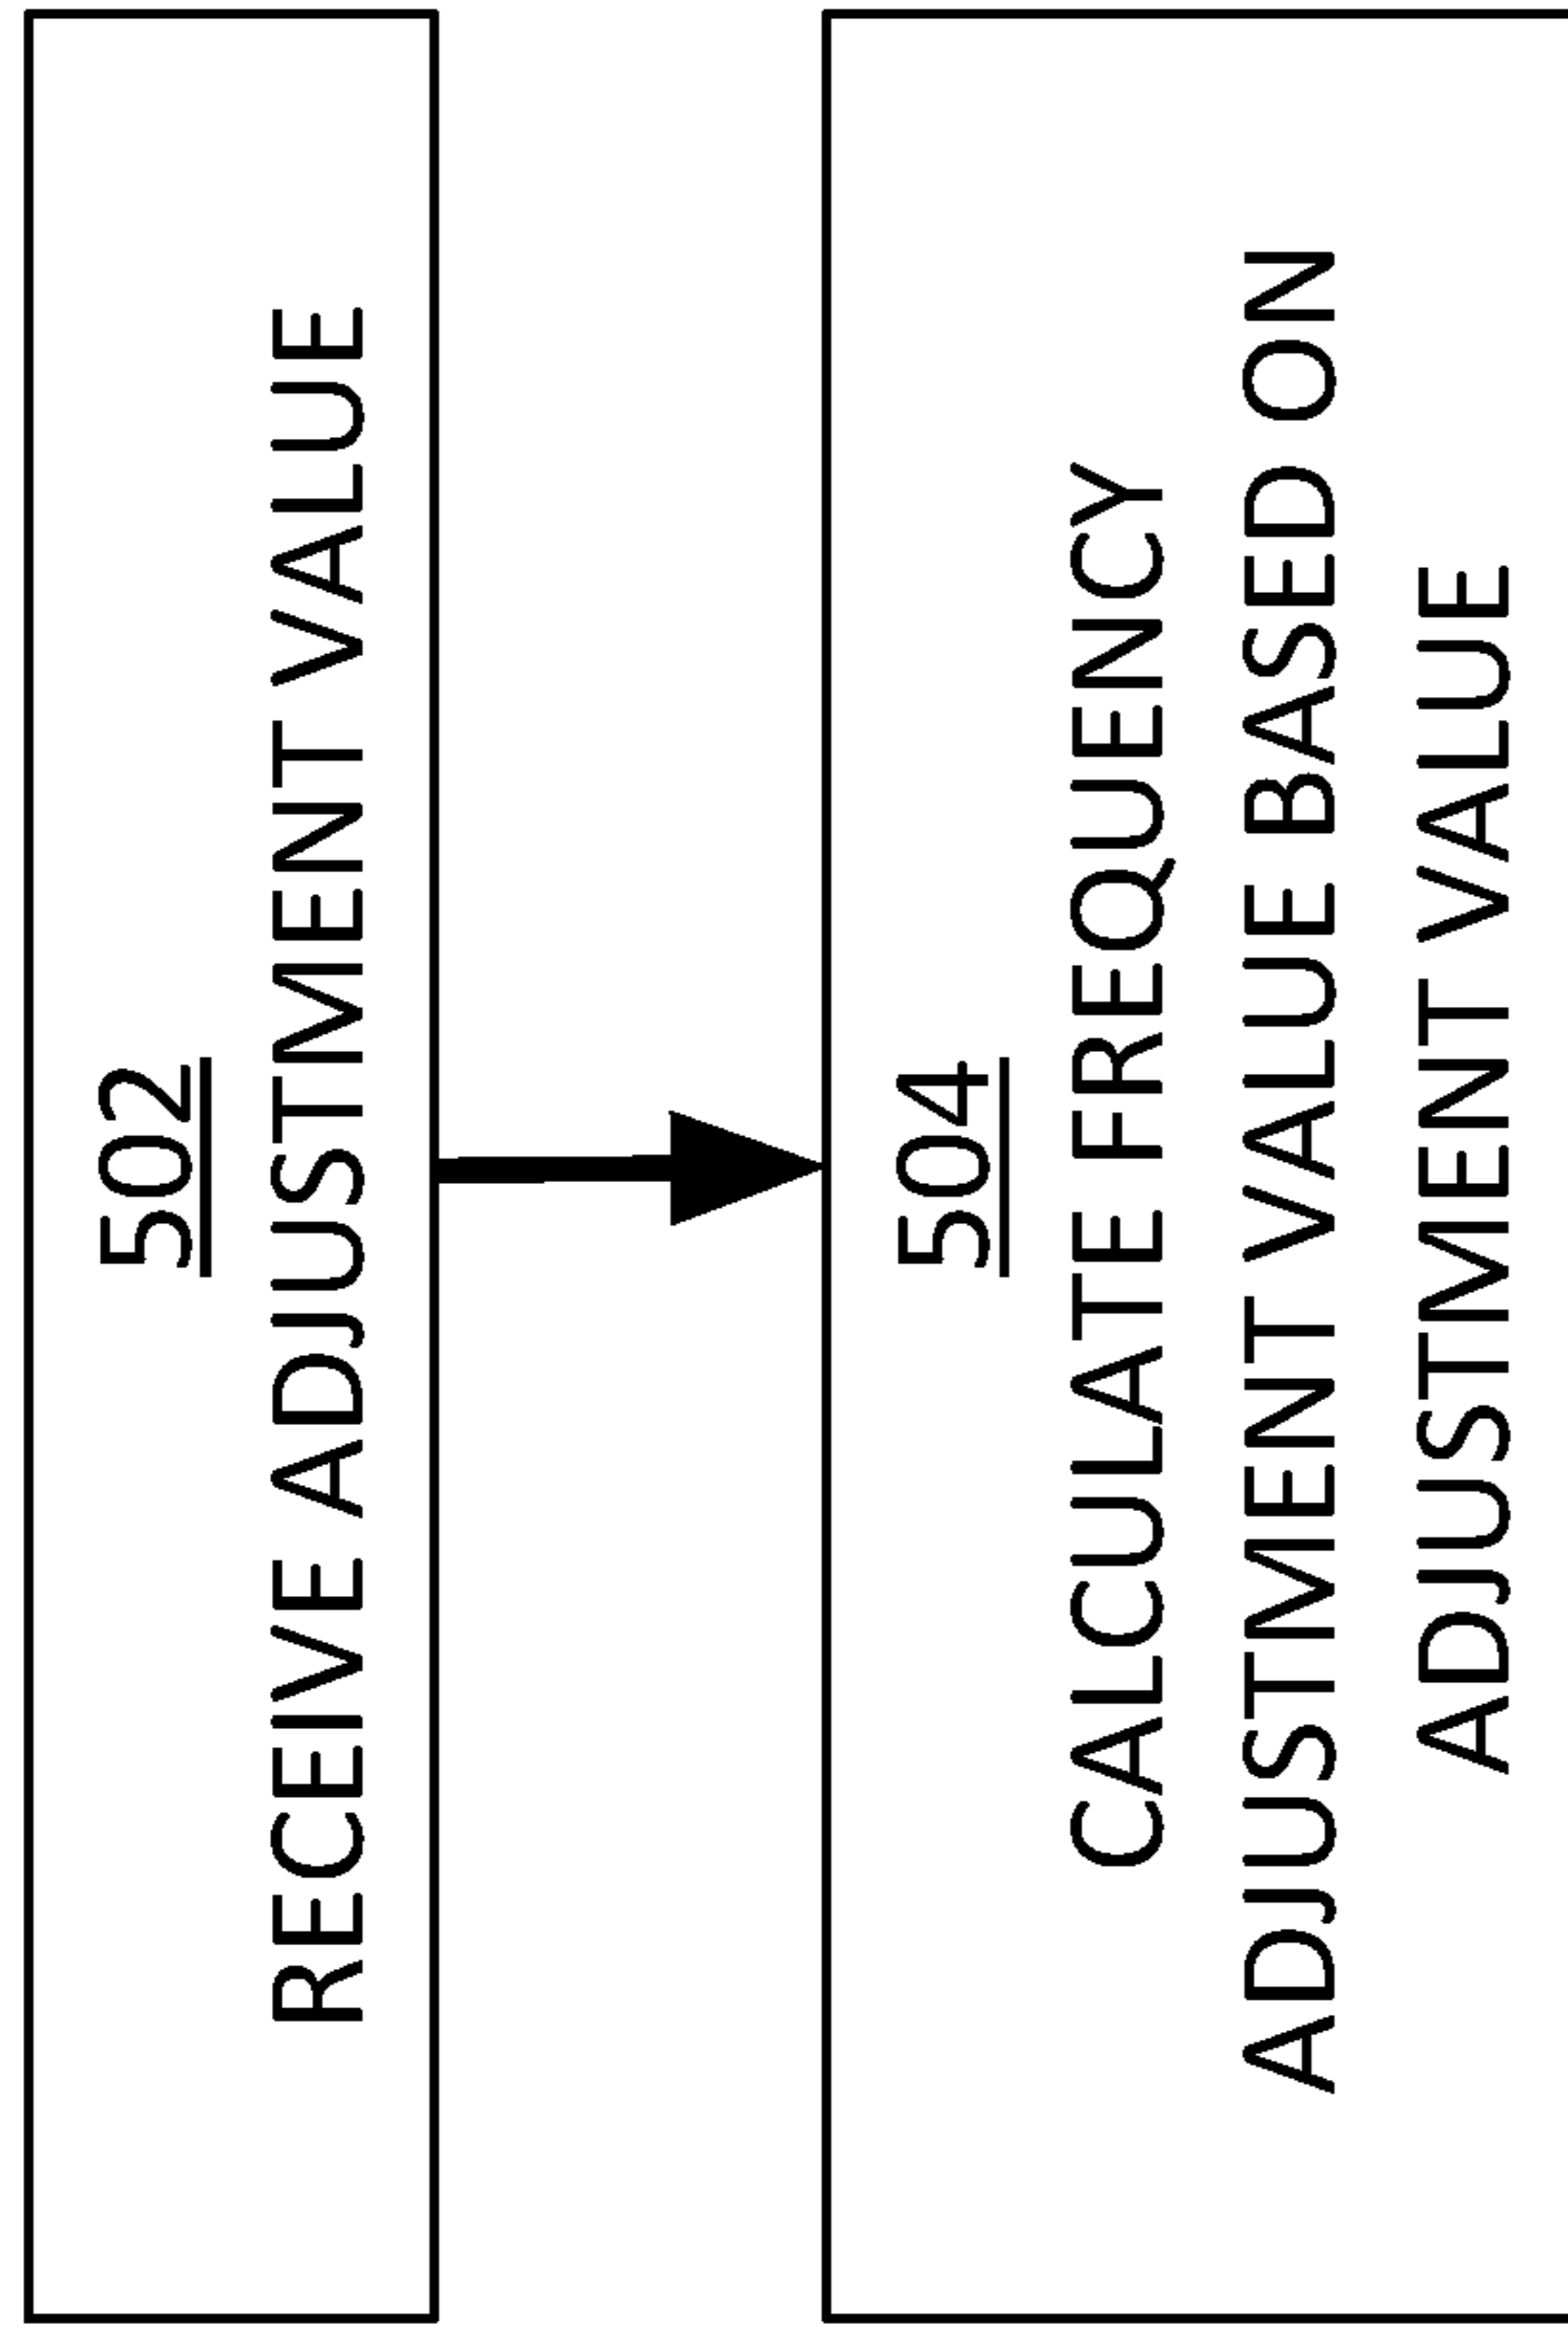 502
RECEIVE ADJUSTMENT VALUE
504
CALCULATE FREQUENCY
ADJUSTMENT VALUE BASED ON
ADJUSTMENT VALUE